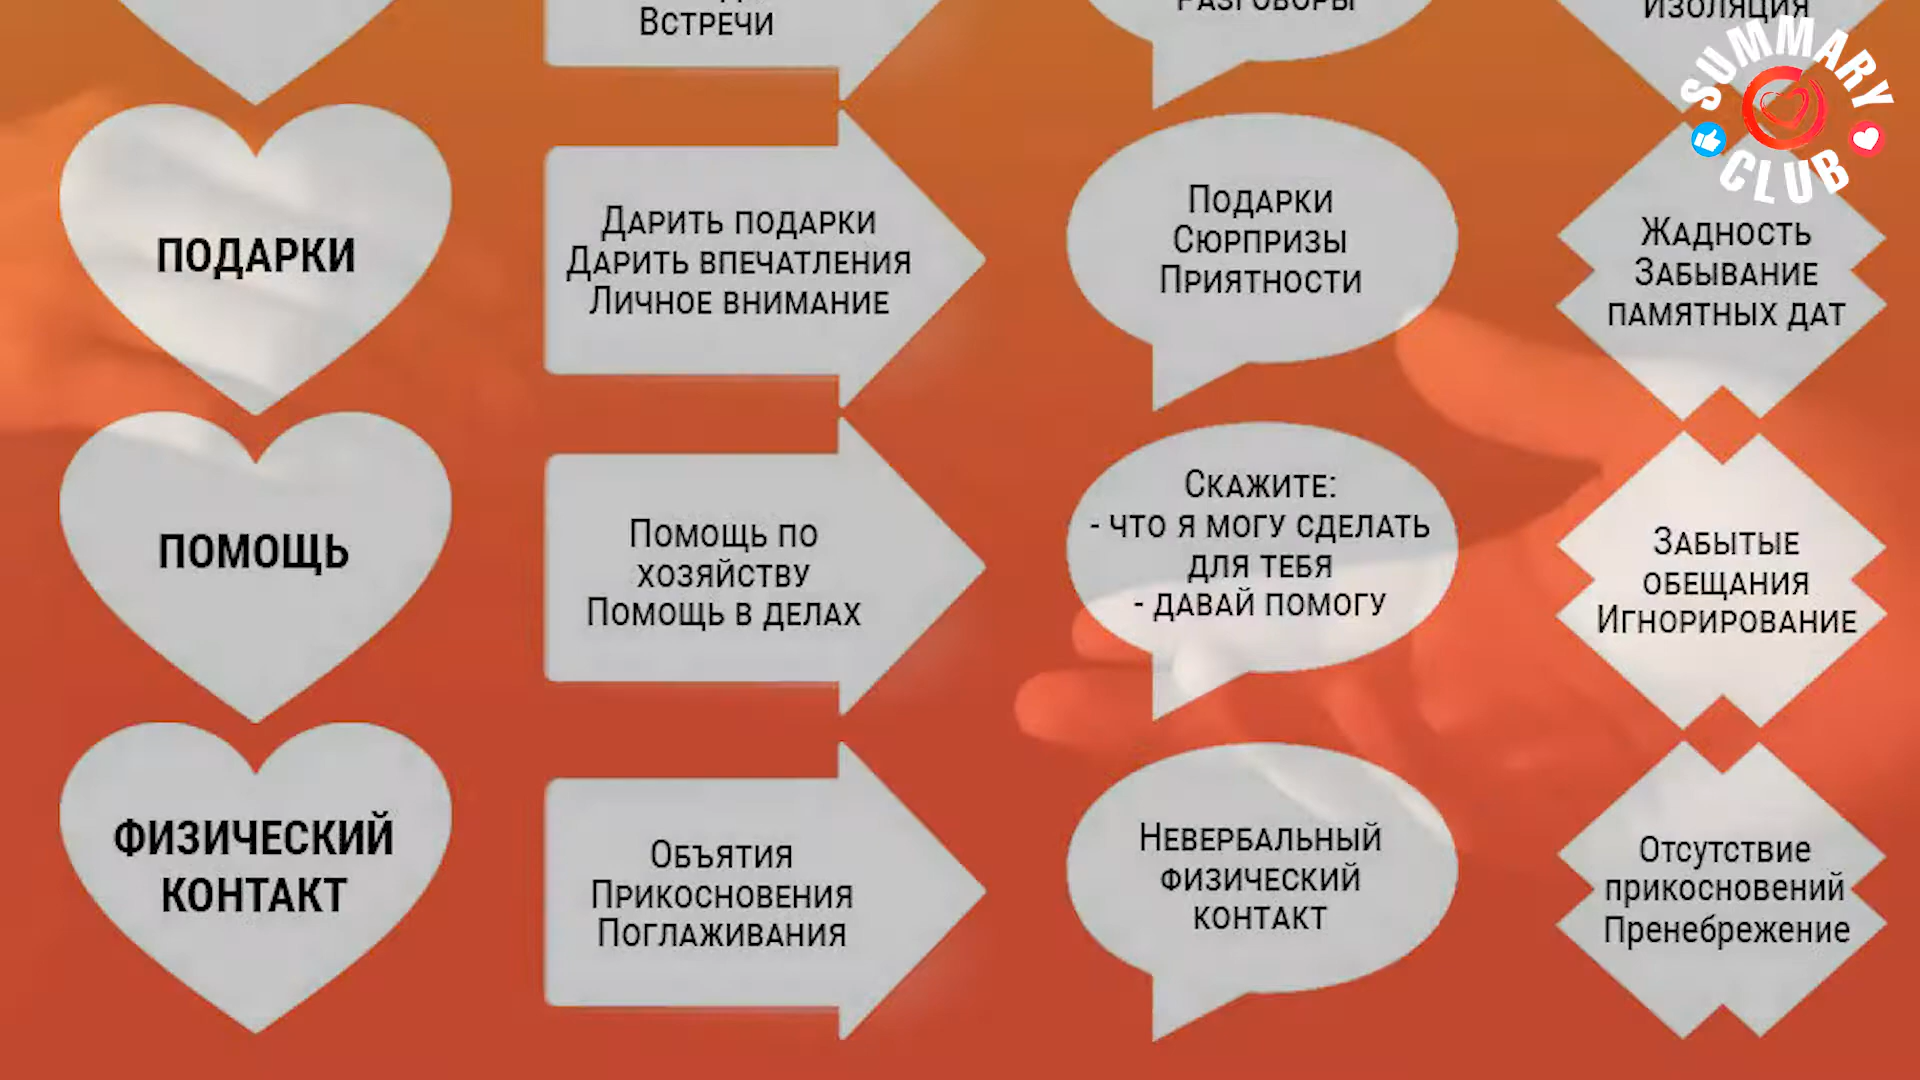 Встречи
Разговоры
Изоляция
SUMMARY
CLUB
ПОДАРКИ
Дарить подарки
Дарить впечатления
Личное внимание
Подарки
Сюрпризы
Приятности
Жадность
Забывание
памятных дат
ПОМОЩЬ
Помощь по
хозяйству
Помощь в делах
Скажите:
- что я могу сделать
для тебя
- давай помогу
Забытые
обещания
Игнорирование
ФИЗИЧЕСКИЙ
КОНТАКТ
Объятия
Прикосновения
Поглаживания
Невербальный
физический
контакт
Отсутствие
прикосновений
Пренебрежение